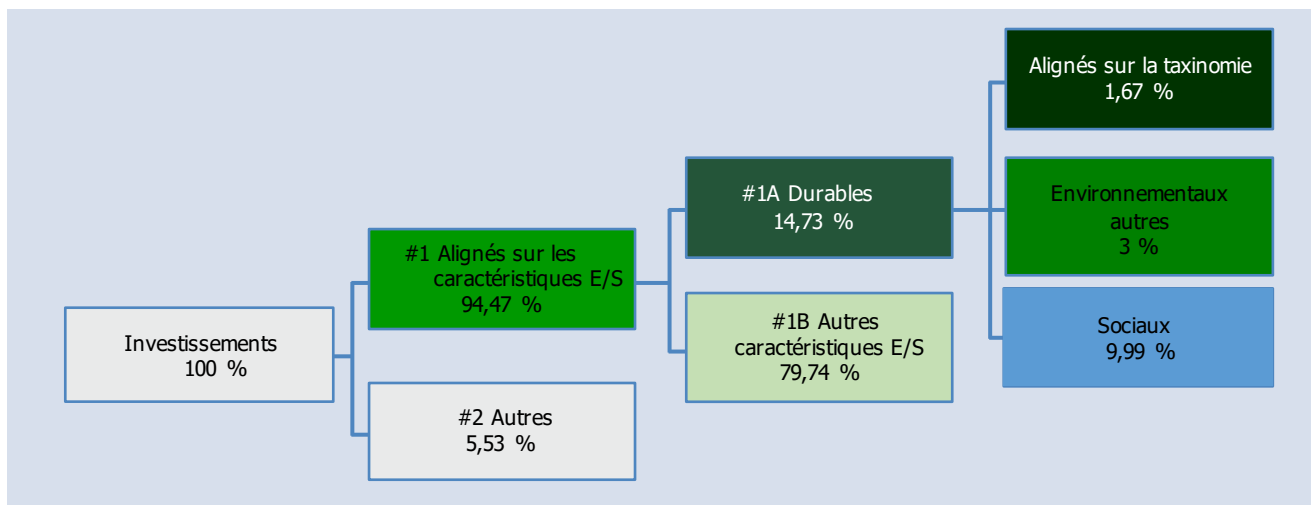 Investissements
100 %
#1 Alignés sur les
caractéristiques E/S
94,47 %
#2 Autres
5,53 %
#1A Durables
14,73 %
#1B Autres
caractéristiques E/S
79,74 %
Alignés sur la taxinomie
1,67 %
Environnementaux
autres
3 %
Sociaux
9,99 %